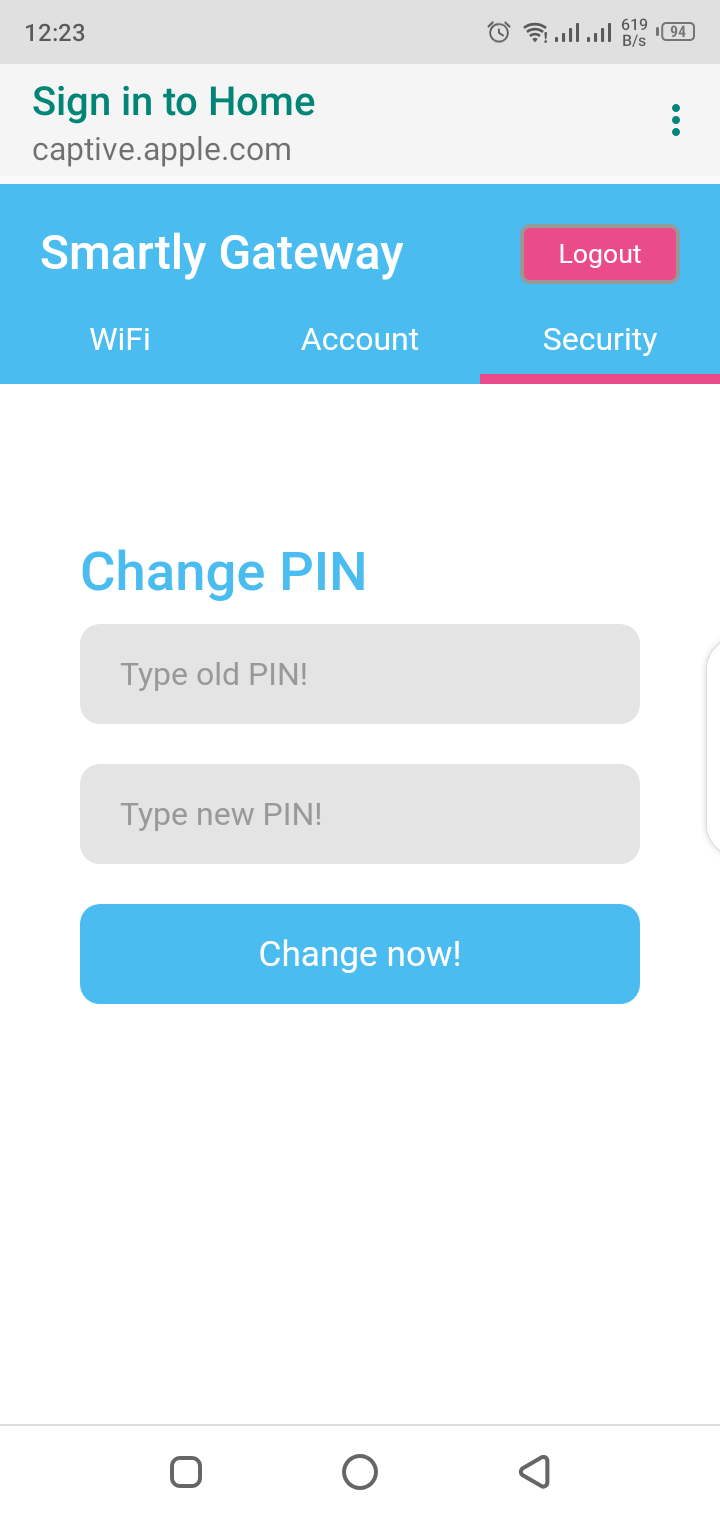 12:23
619
B/s
94
Sign in to Home
captive.apple.com
Smartly Gateway
Logout
WiFi Account Security
Change PIN
Type old PIN!
Type new PIN!
Change now!